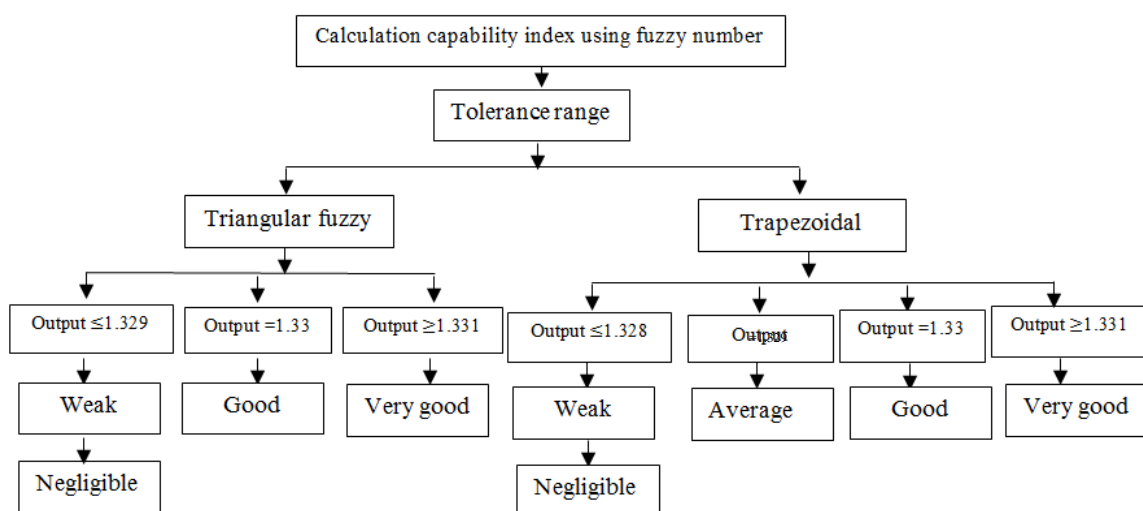 Calculation capability index using fuzzy number
Tolerance range
Triangular fuzzy
Trapezoidal
Output ≤1.329
Output =1.33
Output ≥1.331
Output ≤1.328
Output
Output =1.33
Output ≥1.331
Weak
Good
Very good
Weak
Average
Good
Very good
Negligible
Negligible